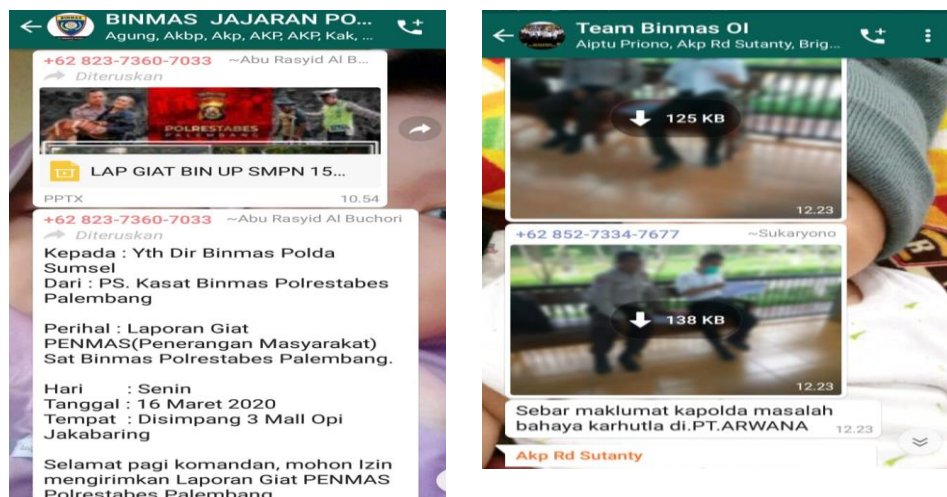 BINMAS JAJARAN PO...
Agung, Akbp, Akp, AKP, AKP, Kak, ...
+62 823-7360-7033 ~Abu Rasyid Al B...
Diteruskan
POLRESTABES
PALEMBANG
LAP GIAT BIN UP SMPN 15...
PPTX 10.54
+62 823-7360-7033 ~Abu Rasyid Al Buchori
Diteruskan
Kepada : Yth Dir Binmas Polda
Sumsel
Dari : PS. Kasat Binmas Polrestabes
Palembang
Perihal : Laporan Giat
PENMAS(Penerangan Masyarakat)
Sat Binmas Polrestabes Palembang.
Hari : Senin
Tanggal : 16 Maret 2020
Tempat : Disimpang 3 Mall Opi
Jakabaring
Selamat pagi komandan, mohon Izin
mengirimkan Laporan Giat PENMAS
Polrestabes Palembang
Team Binmas OI
Aiptu Priono, Akp Rd Sutanty, Brig...
125 KB
12.23
+62 852-7334-7677 ~Sukaryono
138 KB
12.23
Sebar maklumat kapolda masalah
bahaya karhutla di.PT.ARWANA 12.23
Akp Rd Sutanty